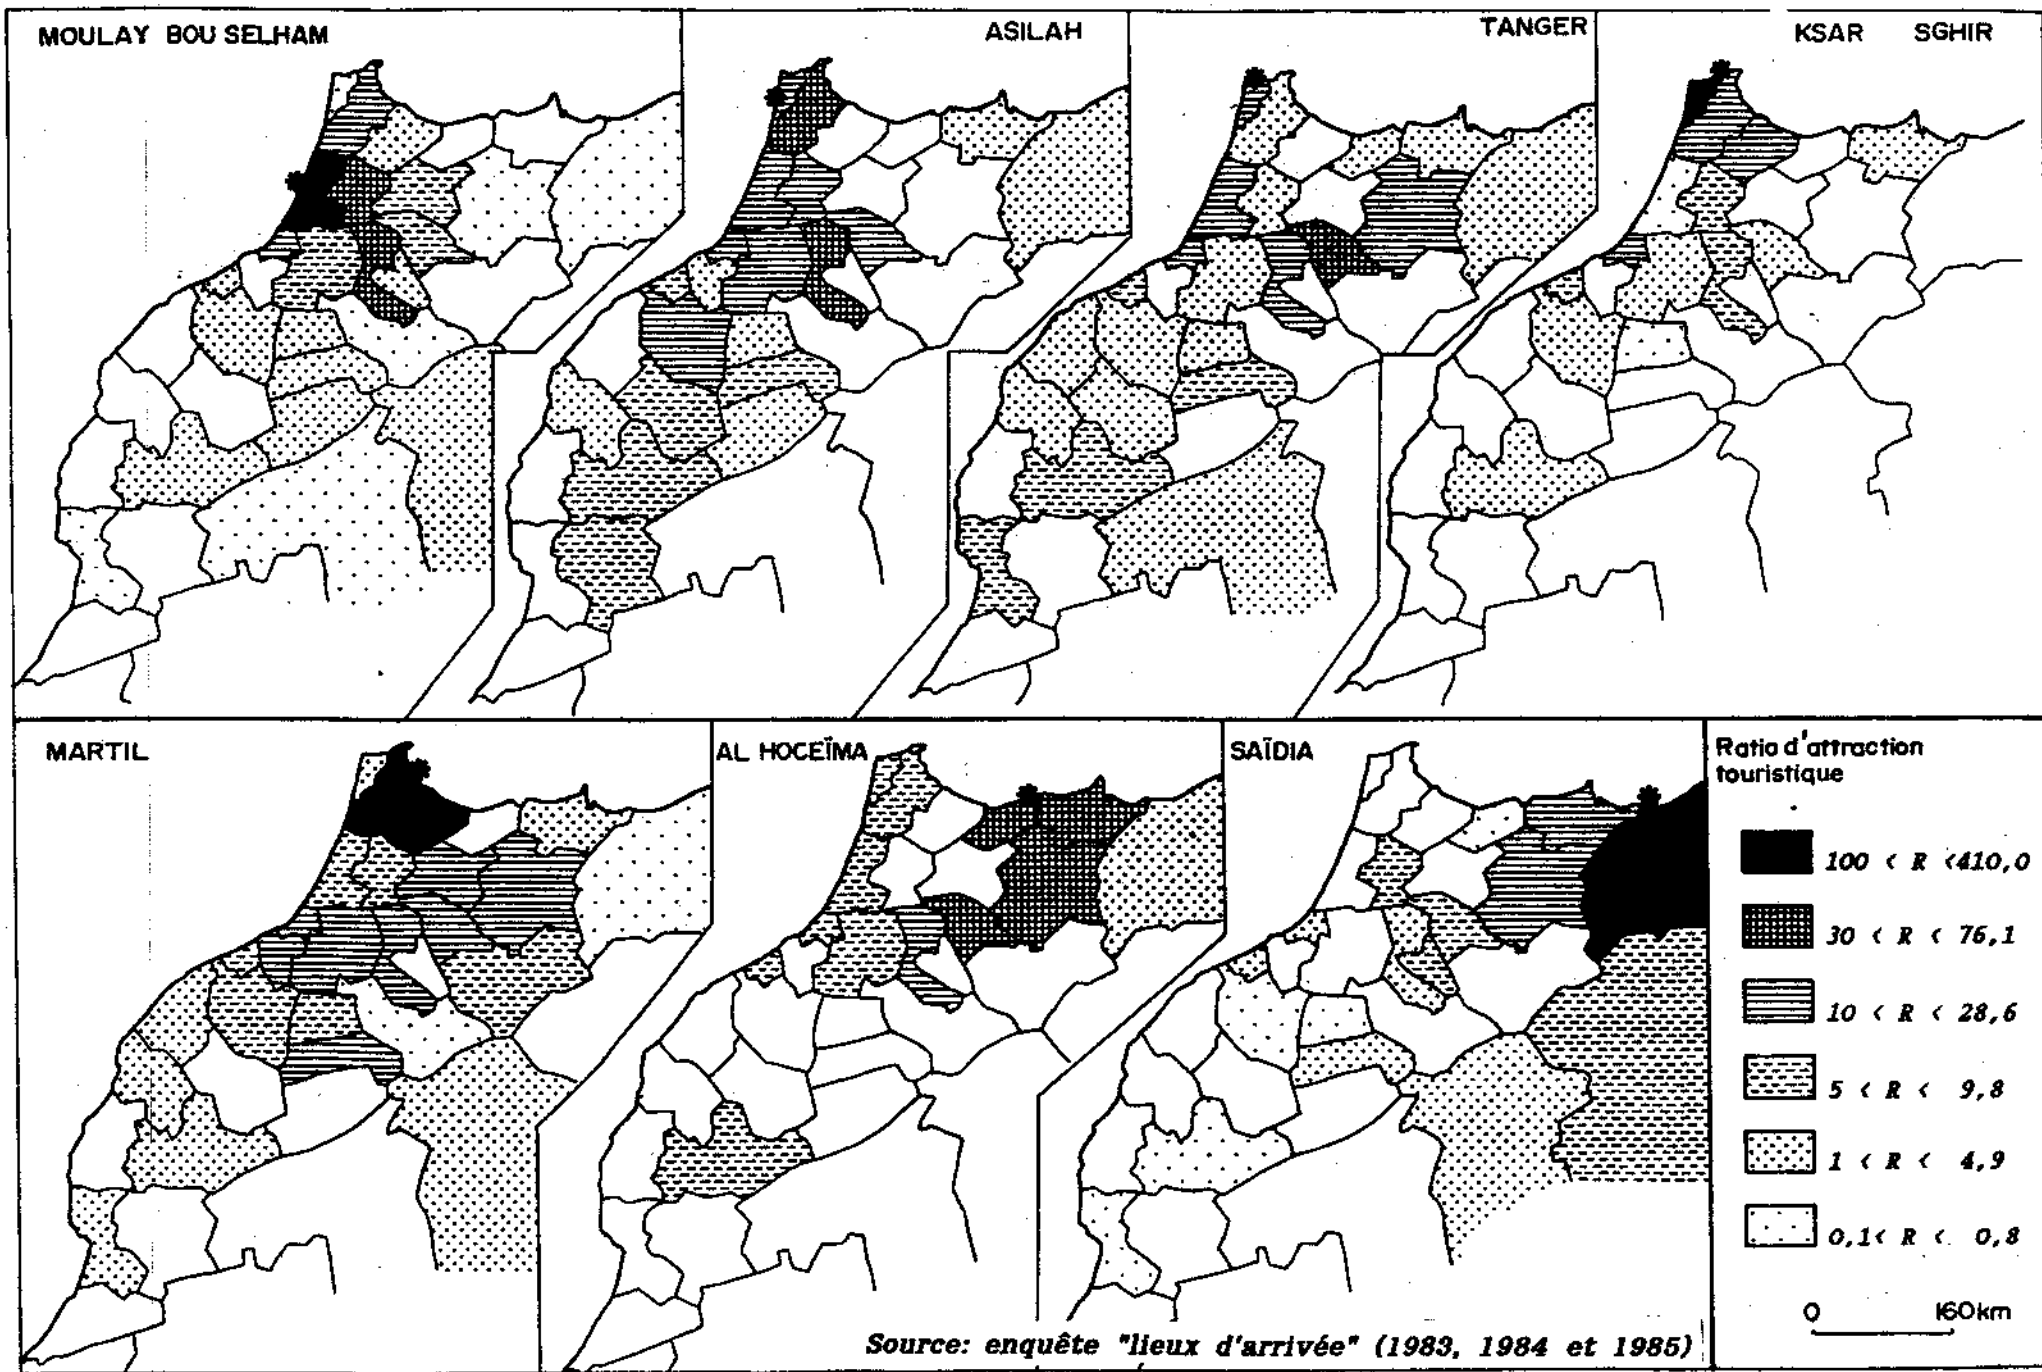 MOULAY BOU SELHAM
ASILAH
TANGER
KSAR SGHIR
MARTIL
AL HOCEÏMA
SAÏDIA
Ratio d'attraction
touristique
100 < R <410,0
30 < R < 76,1
10 < R < 28,6
5 < R < 9,8
1 < R < 4,9
0,1< R < 0,8
0 160km
Source: enquête "lieux d'arrivée" (1983, 1984 et 1985)